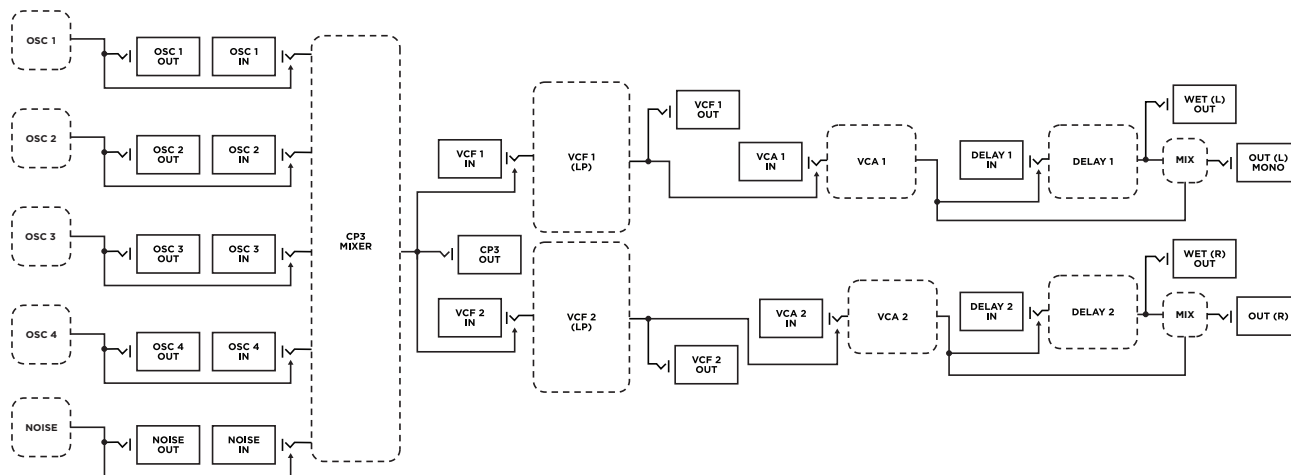 OSC 1
OSC 1
OUT
OSC 1
IN
OSC 2
OSC 2
OUT
OSC 2
IN
OSC 3
OSC 3
OUT
OSC 3
IN
OSC 4
OSC 4
OUT
OSC 4
IN
NOISE
NOISE
OUT
NOISE
IN
CP3
MIXER
VCF 1
IN
CP3
OUT
VCF 2
IN
VCF 1
(LP)
VCF 2
(LP)
VCF 1
OUT
VCA 1
IN
VCA 1
DELAY 1
IN
DELAY 1
WET (L)
OUT
MIX
OUT (L)
MONO
VCF 2
OUT
VCA 2
IN
VCA 2
DELAY 2
IN
DELAY 2
WET (R)
OUT
MIX
OUT (R)